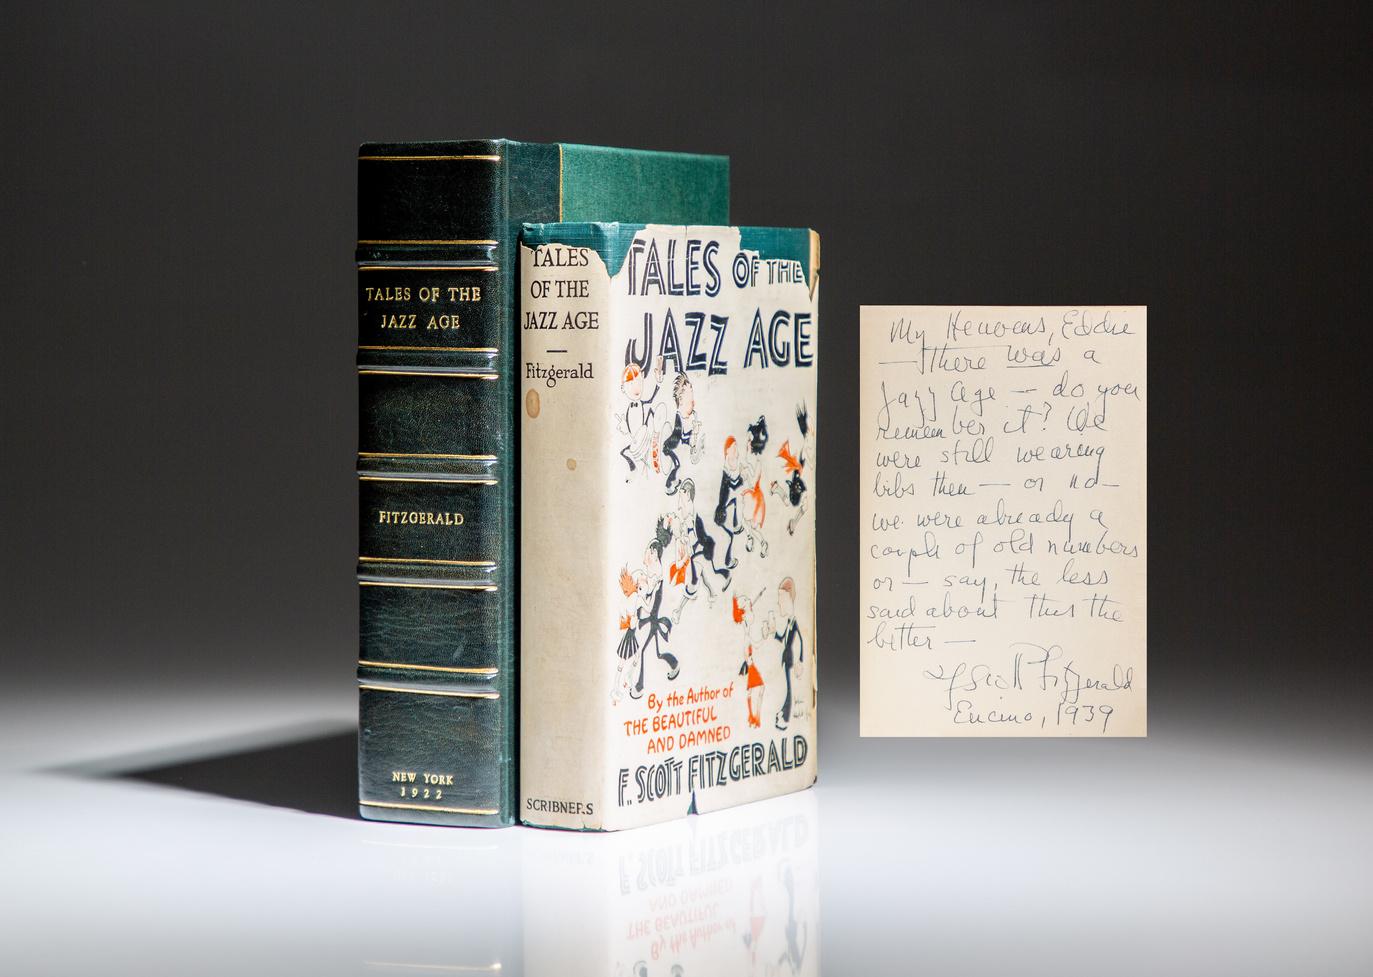 TALES OF THE
JAZZ AGE
FITZGERALD
NEW YORK
1922
TALES
OF THE
JAZZ AGE
Fitzgerald
SCRIBNERS
TALES OF THE
JAZZ AGE
By the Author of
THE BEAUTIFUL
AND DAMNED
F. SCOTT FITZGERALD
My Heavens, Eddie
— There was a
Jazz Age — do you
remember it? We
were still wearing
bibs then — or no —
we were already a
couple of old numbers
or — say, the less
said about this the
better —
F Scott Fitzgerald
Encino, 1939